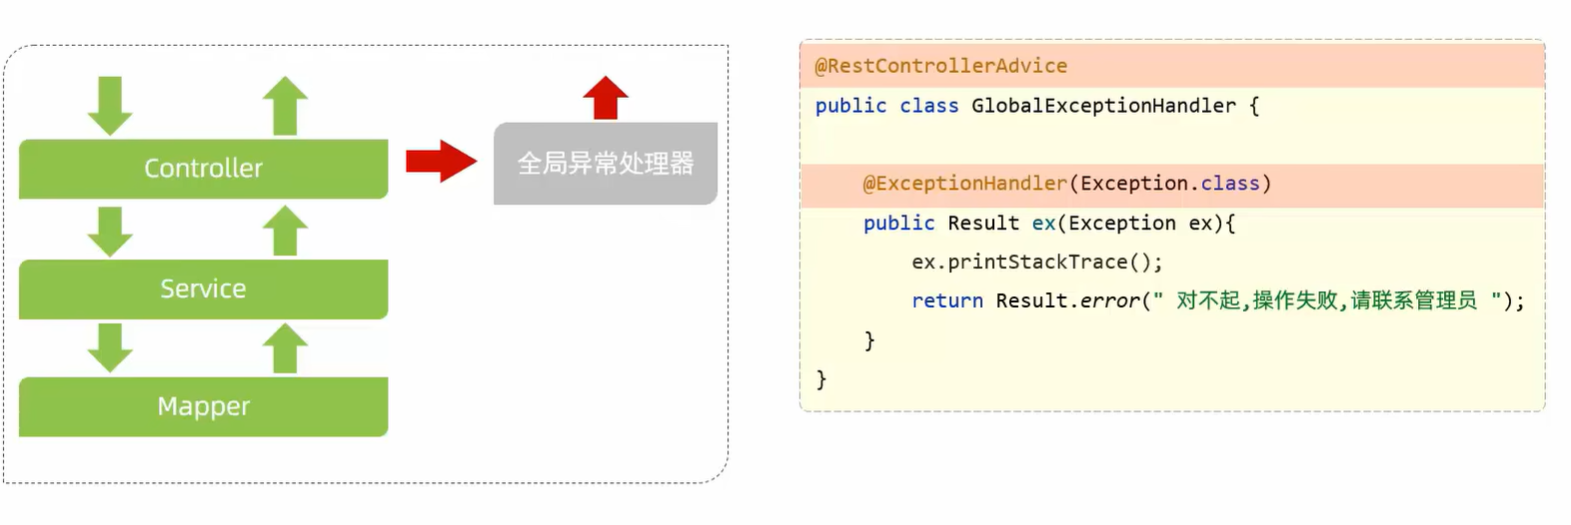 Controller
全局异常处理器
Service
Mapper
@RestControllerAdvice
public class GlobalExceptionHandler {
@ExceptionHandler(Exception.class)
public Result ex(Exception ex){
ex.printStackTrace();
return Result.error(" 对不起,操作失败,请联系管理员 ");
}
}